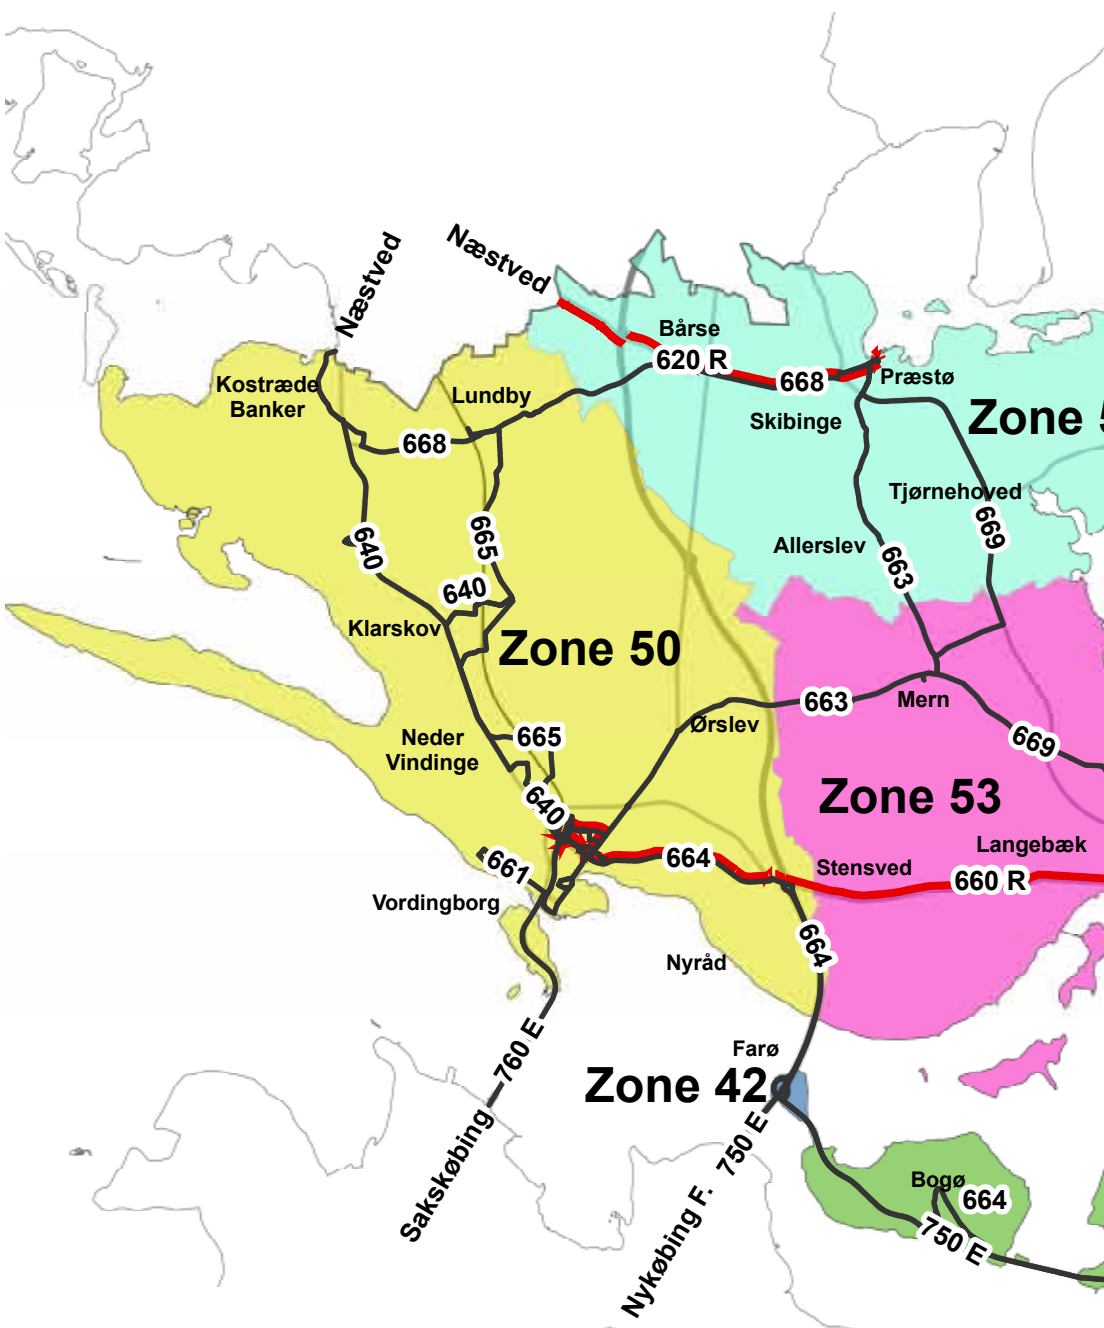 Næstved
Næstved
Bårse
620 R
668
Præstø
Kostræde
Banker
Lundby
Skibinge
Zone 5
668
Tjørnehoved
669
640
665
Allerslev
663
640
Klarskov
Zone 50
663
Mern
Ørslev
669
Neder
Vindinge
665
640
Zone 53
Langebæk
664
Stensved
660 R
661
Vordingborg
664
Nyråd
760 E
Farø
Zone 42
Sakskøbing
750 E
Bogø
664
750 E
Nykøbing F.